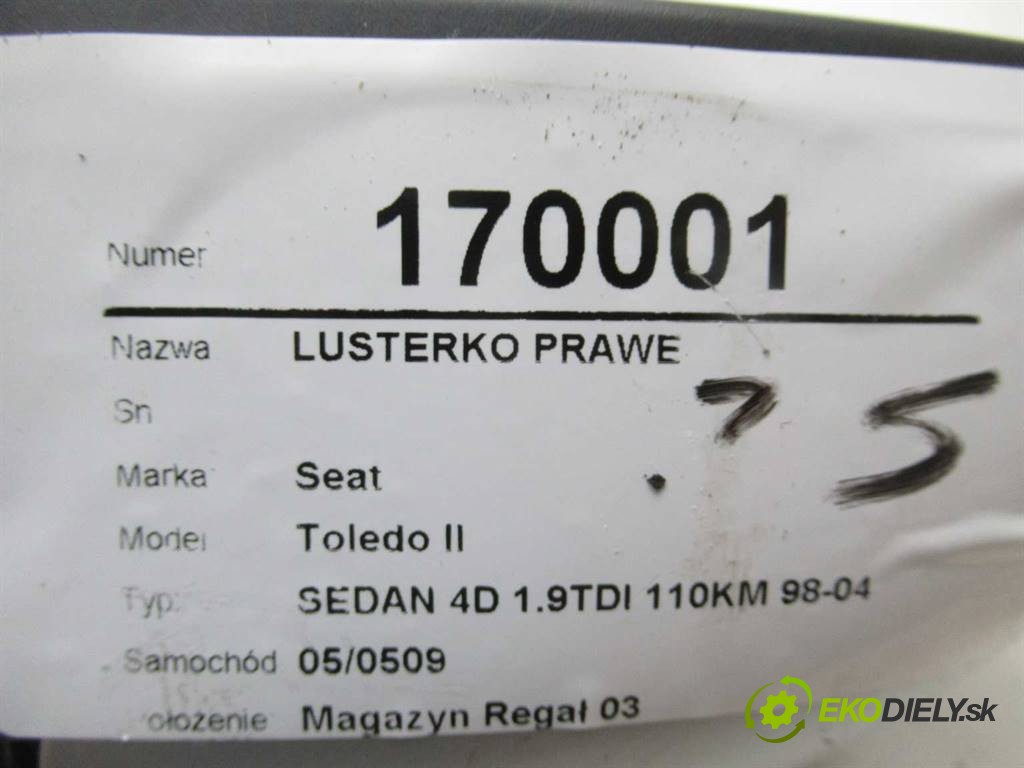 Numer 170001
Nazwa LUSTERKO PRAWE
Sn
Marka Seat
Model Toledo II
Typ: SEDAN 4D 1.9TDI 110KM 98-04
Samochód 05/0509
ołożenie Magazyn Regał 03
EKODIELY.sk